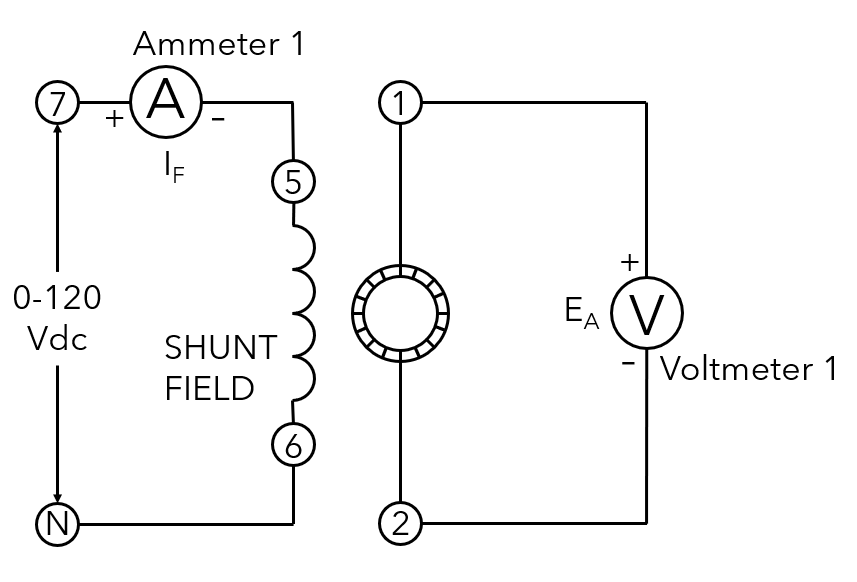 Ammeter 1
7
A
+
-
I_F
1
5
0-120
Vdc
SHUNT
FIELD
+
E_A
V
-
Voltmeter 1
6
N
2